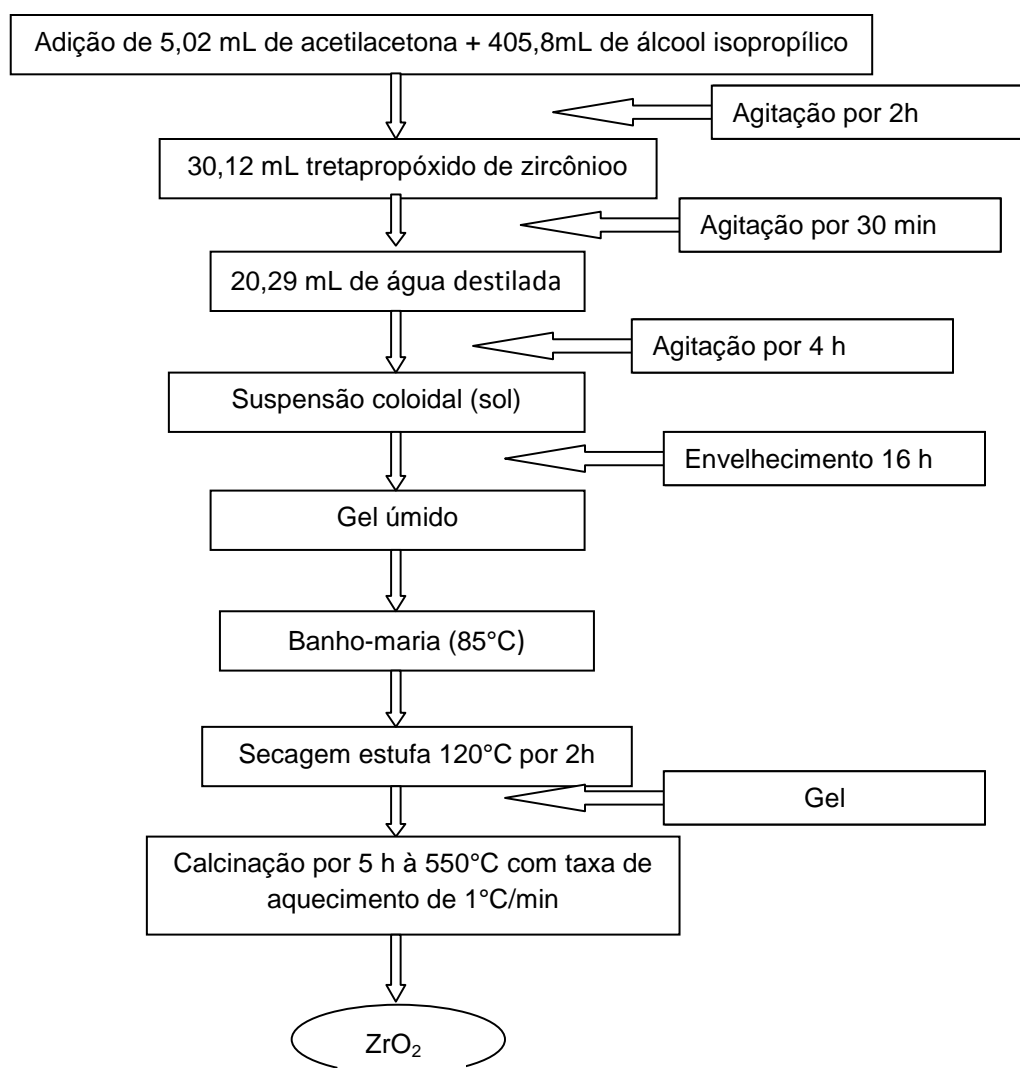 Adição de 5,02 mL de acetilacetona + 405,8mL de álcool isopropílico
Agitação por 2h
30,12 mL tretapropóxido de zircônioo
Agitação por 30 min
20,29 mL de água destilada
Agitação por 4 h
Suspensão coloidal (sol)
Envelhecimento 16 h
Gel úmido
Banho-maria (85°C)
Secagem estufa 120°C por 2h
Gel
Calcinação por 5 h à 550°C com taxa de
aquecimento de 1°C/min
ZrO₂